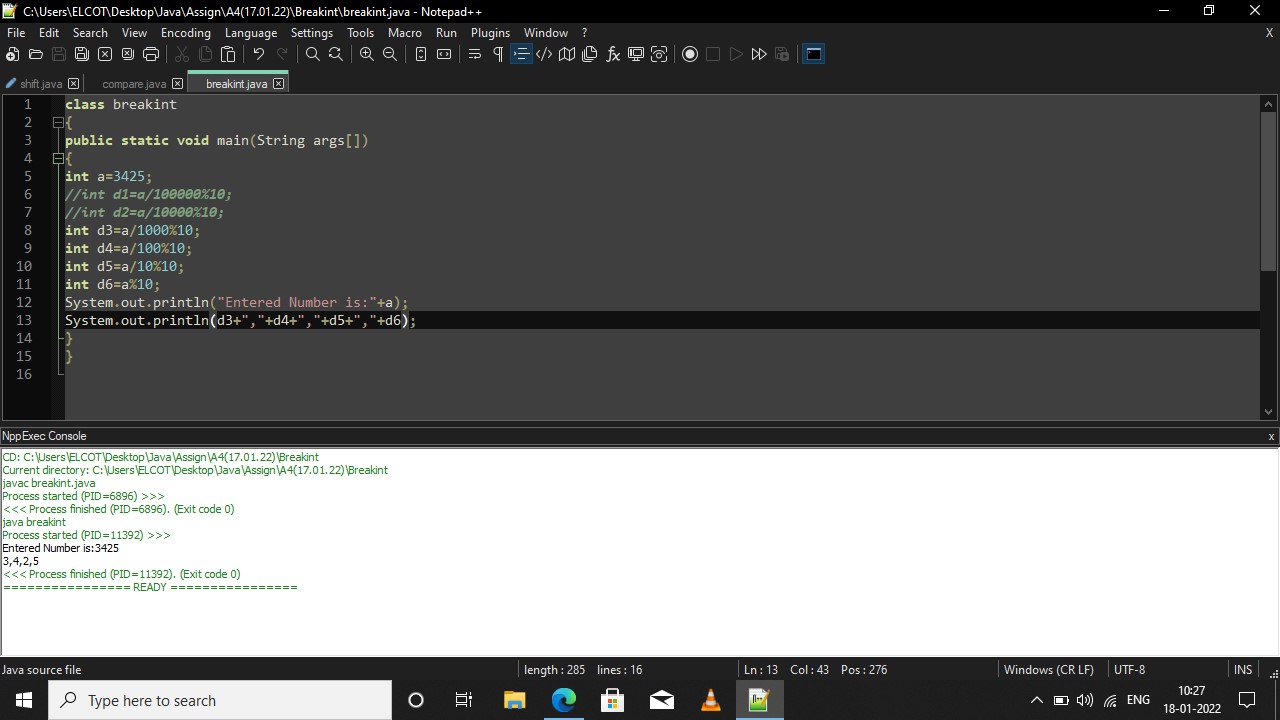 C:\Users\ELCOT\Desktop\Java\Assign\A4(17.01.22)\Breakint\breakint.java - Notepad++
File Edit Search View Encoding Language Settings Tools Macro Run Plugins Window ? X
shift.java compare.java breakint.java
1 class breakint
2 {
3 public static void main(String args[])
4 {
5 int a=3425;
6 //int d1=a/100000%10;
7 //int d2=a/10000%10;
8 int d3=a/1000%10;
9 int d4=a/100%10;
10 int d5=a/10%10;
11 int d6=a%10;
12 System.out.println("Entered Number is:"+a);
13 System.out.println(d3+","+d4+","+d5+","+d6);
14 }
15 }
16
NppExec Console x
CD: C:\Users\ELCOT\Desktop\Java\Assign\A4(17.01.22)\Breakint
Current directory: C:\Users\ELCOT\Desktop\Java\Assign\A4(17.01.22)\Breakint
javac breakint.java
Process started (PID=6896) >>>
<<< Process finished (PID=6896). (Exit code 0)
java breakint
Process started (PID=11392) >>>
Entered Number is:3425
3,4,2,5
<<< Process finished (PID=11392). (Exit code 0)
================ READY ================
Java source file length : 285 lines : 16 Ln : 13 Col : 43 Pos : 276 Windows (CR LF) UTF-8 INS
Type here to search ENG 10:27
18-01-2022